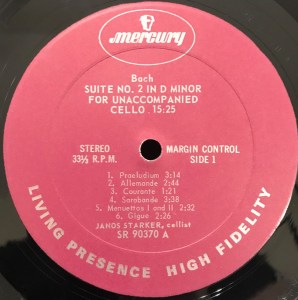 mercury
Bach
SUITE NO. 2 IN D MINOR
FOR UNACCOMPANIED
CELLO 15:25
STEREO
33⅓ R.P.M.
MARGIN CONTROL
SIDE 1
1. Praeludium 3:14
2. Allemande 2:44
3. Courante 1:21
4. Sarabande 3:38
5. Menuettos I and II 2:32
6. Gigue 2:26
JANOS STARKER, cellist
SR 90370 A
LIVING PRESENCE HIGH FIDELITY